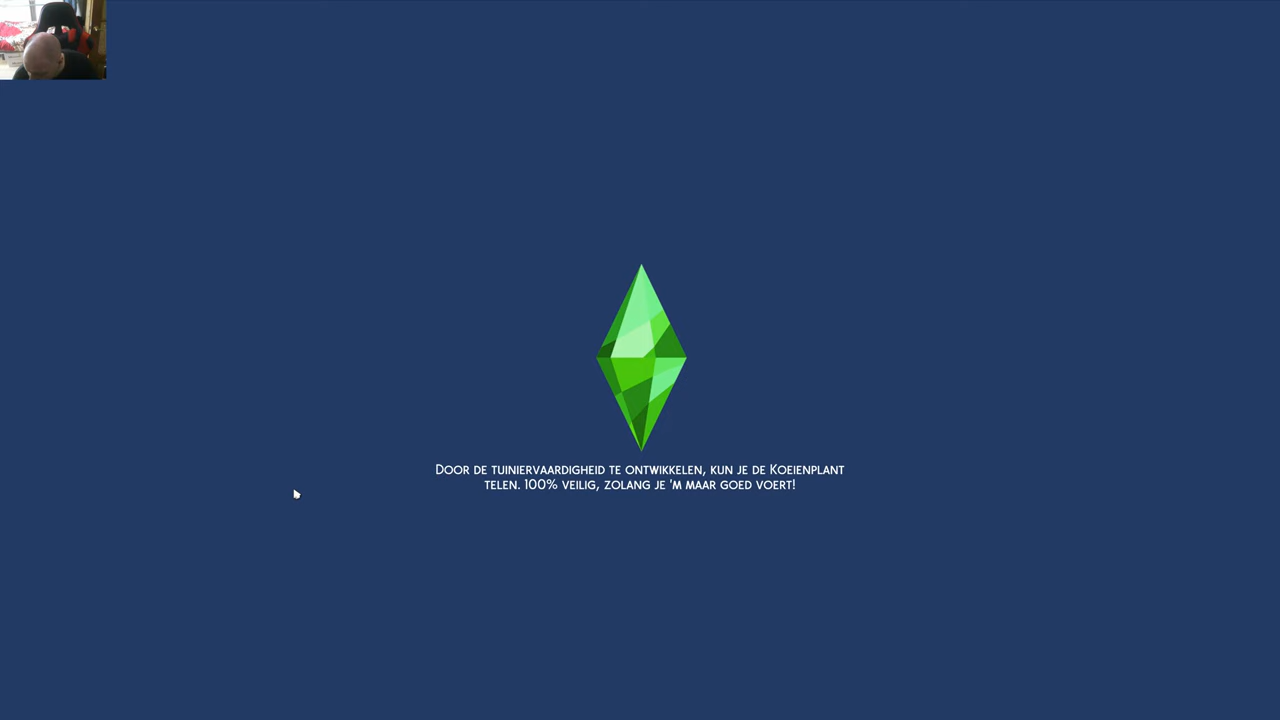 Door de tuiniervaardigheid te ontwikkelen, kun je de Koeienplant
telen. 100% veilig, zolang je 'm maar goed voert!